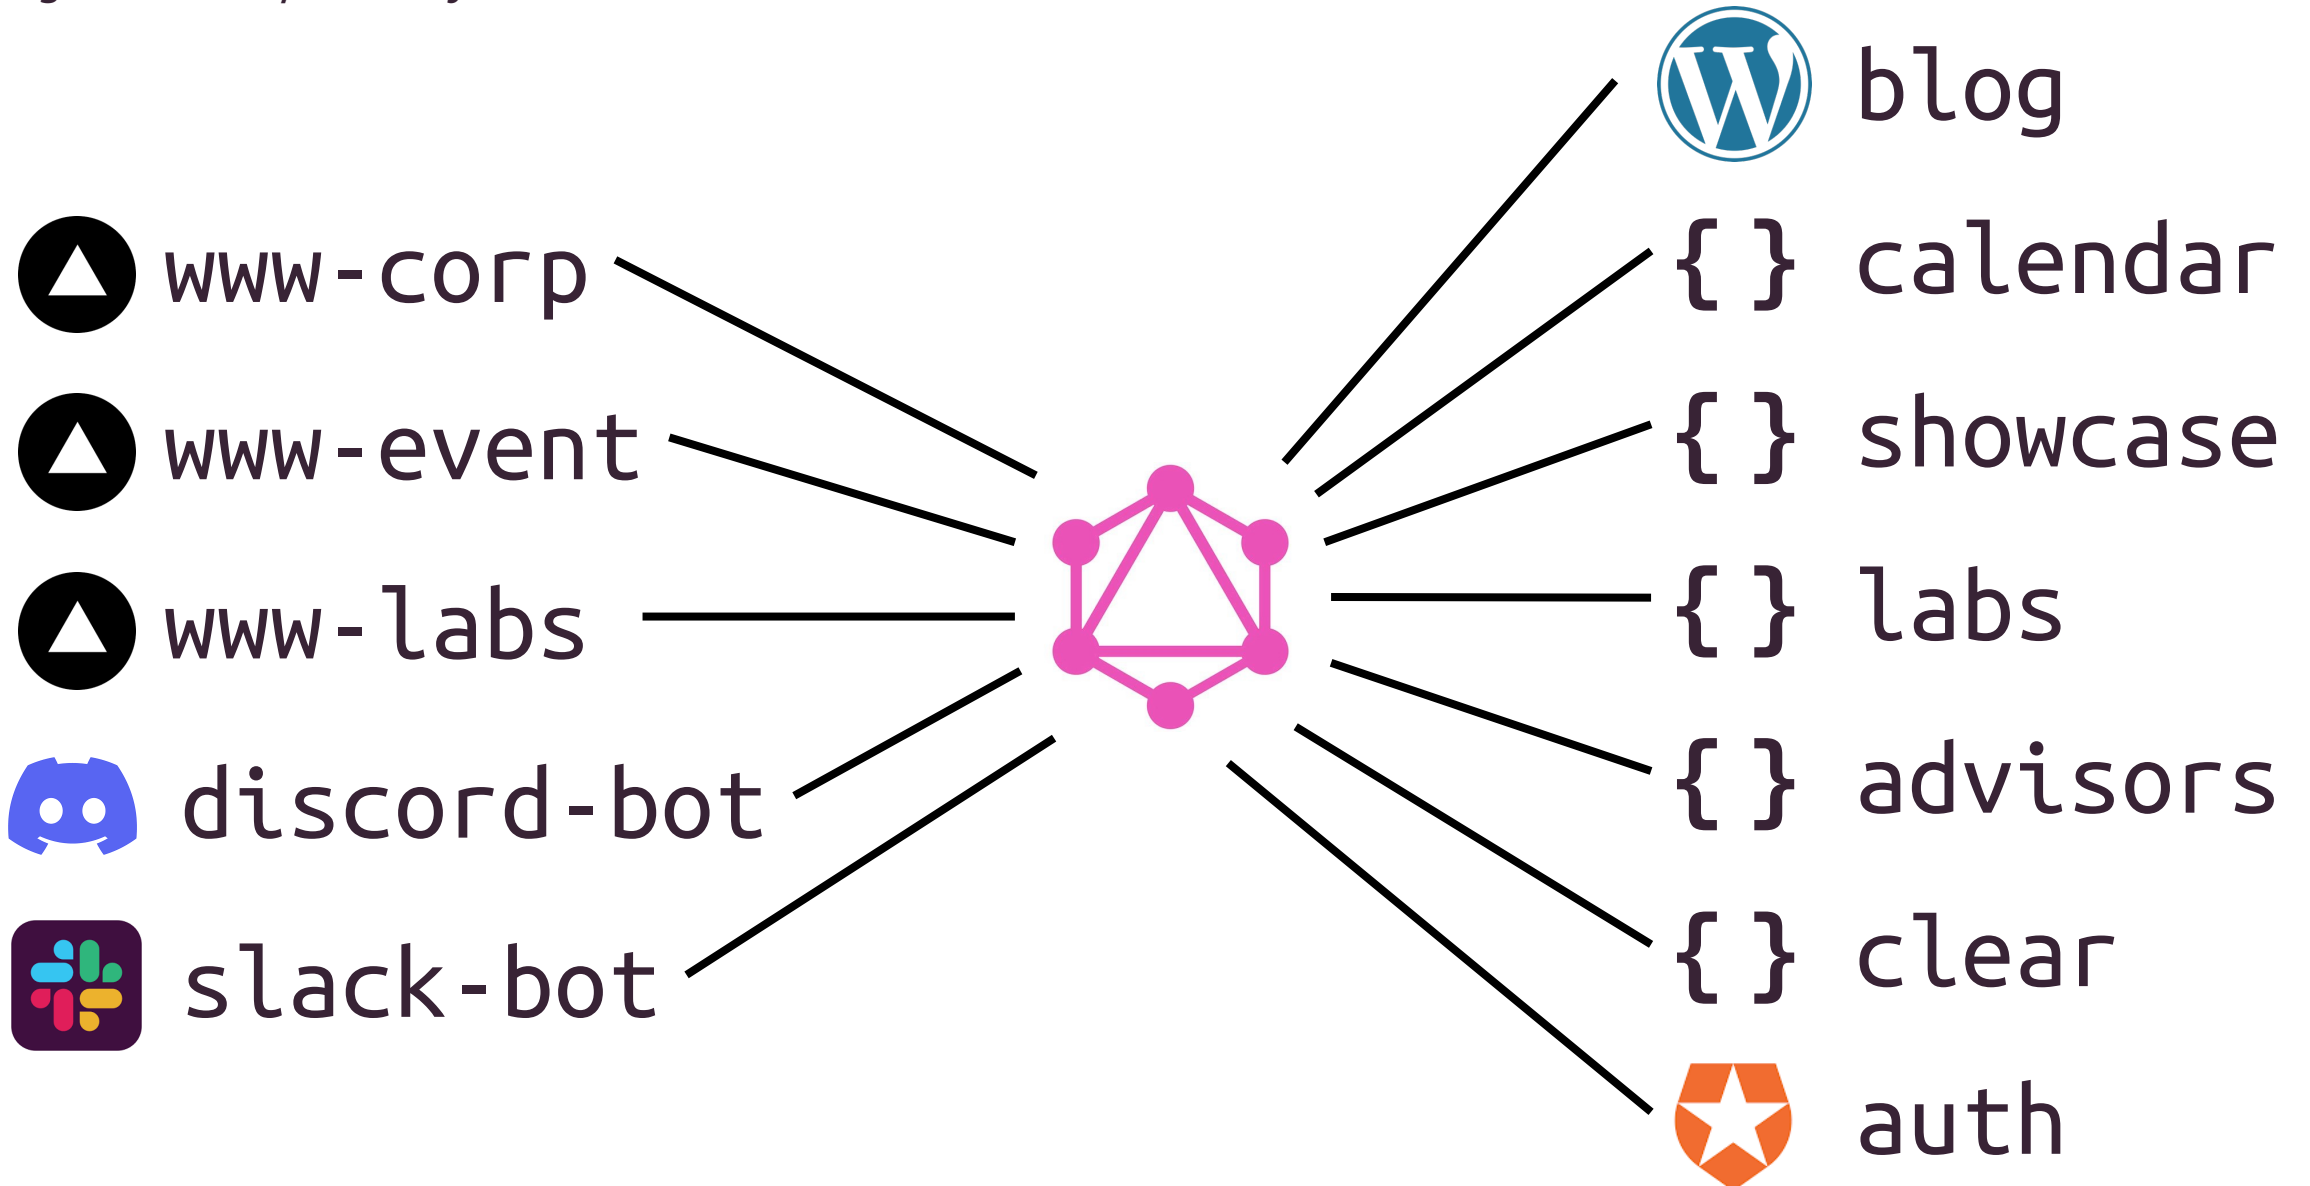 www-corp
www-event
www-labs
discord-bot
slack-bot
blog
{ } calendar
{ } showcase
{ } labs
{ } advisors
{ } clear
auth